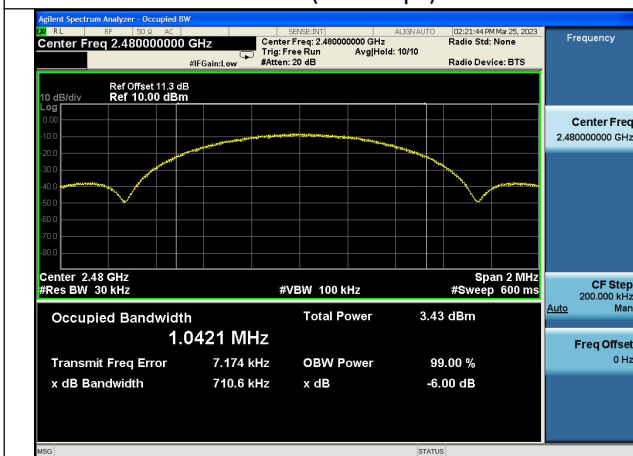 Agilent Spectrum Analyzer - Occupied BW
RL RF 50 Ω AC SENSE:INT ALIGN AUTO 02:21:44 PM Mar 25, 2023
Center Freq 2.480000000 GHz
Center Freq: 2.480000000 GHz Radio Std: None
Trig: Free Run Avg|Hold: 10/10
#IFGain:Low #Atten: 20 dB Radio Device: BTS
Frequency
Ref Offset 11.3 dB
10 dB/div Ref 10.00 dBm
Log
0.00
-10.0
-20.0
-30.0
-40.0
-50.0
-60.0
-70.0
-80.0
Center Freq
2.480000000 GHz
Center 2.48 GHz Span 2 MHz
#Res BW 30 kHz #VBW 100 kHz #Sweep 600 ms
CF Step
200.000 kHz
Auto Man
Occupied Bandwidth Total Power 3.43 dBm
1.0421 MHz
Transmit Freq Error 7.174 kHz OBW Power 99.00 %
x dB Bandwidth 710.6 kHz x dB -6.00 dB
Freq Offset
0 Hz
MSG STATUS